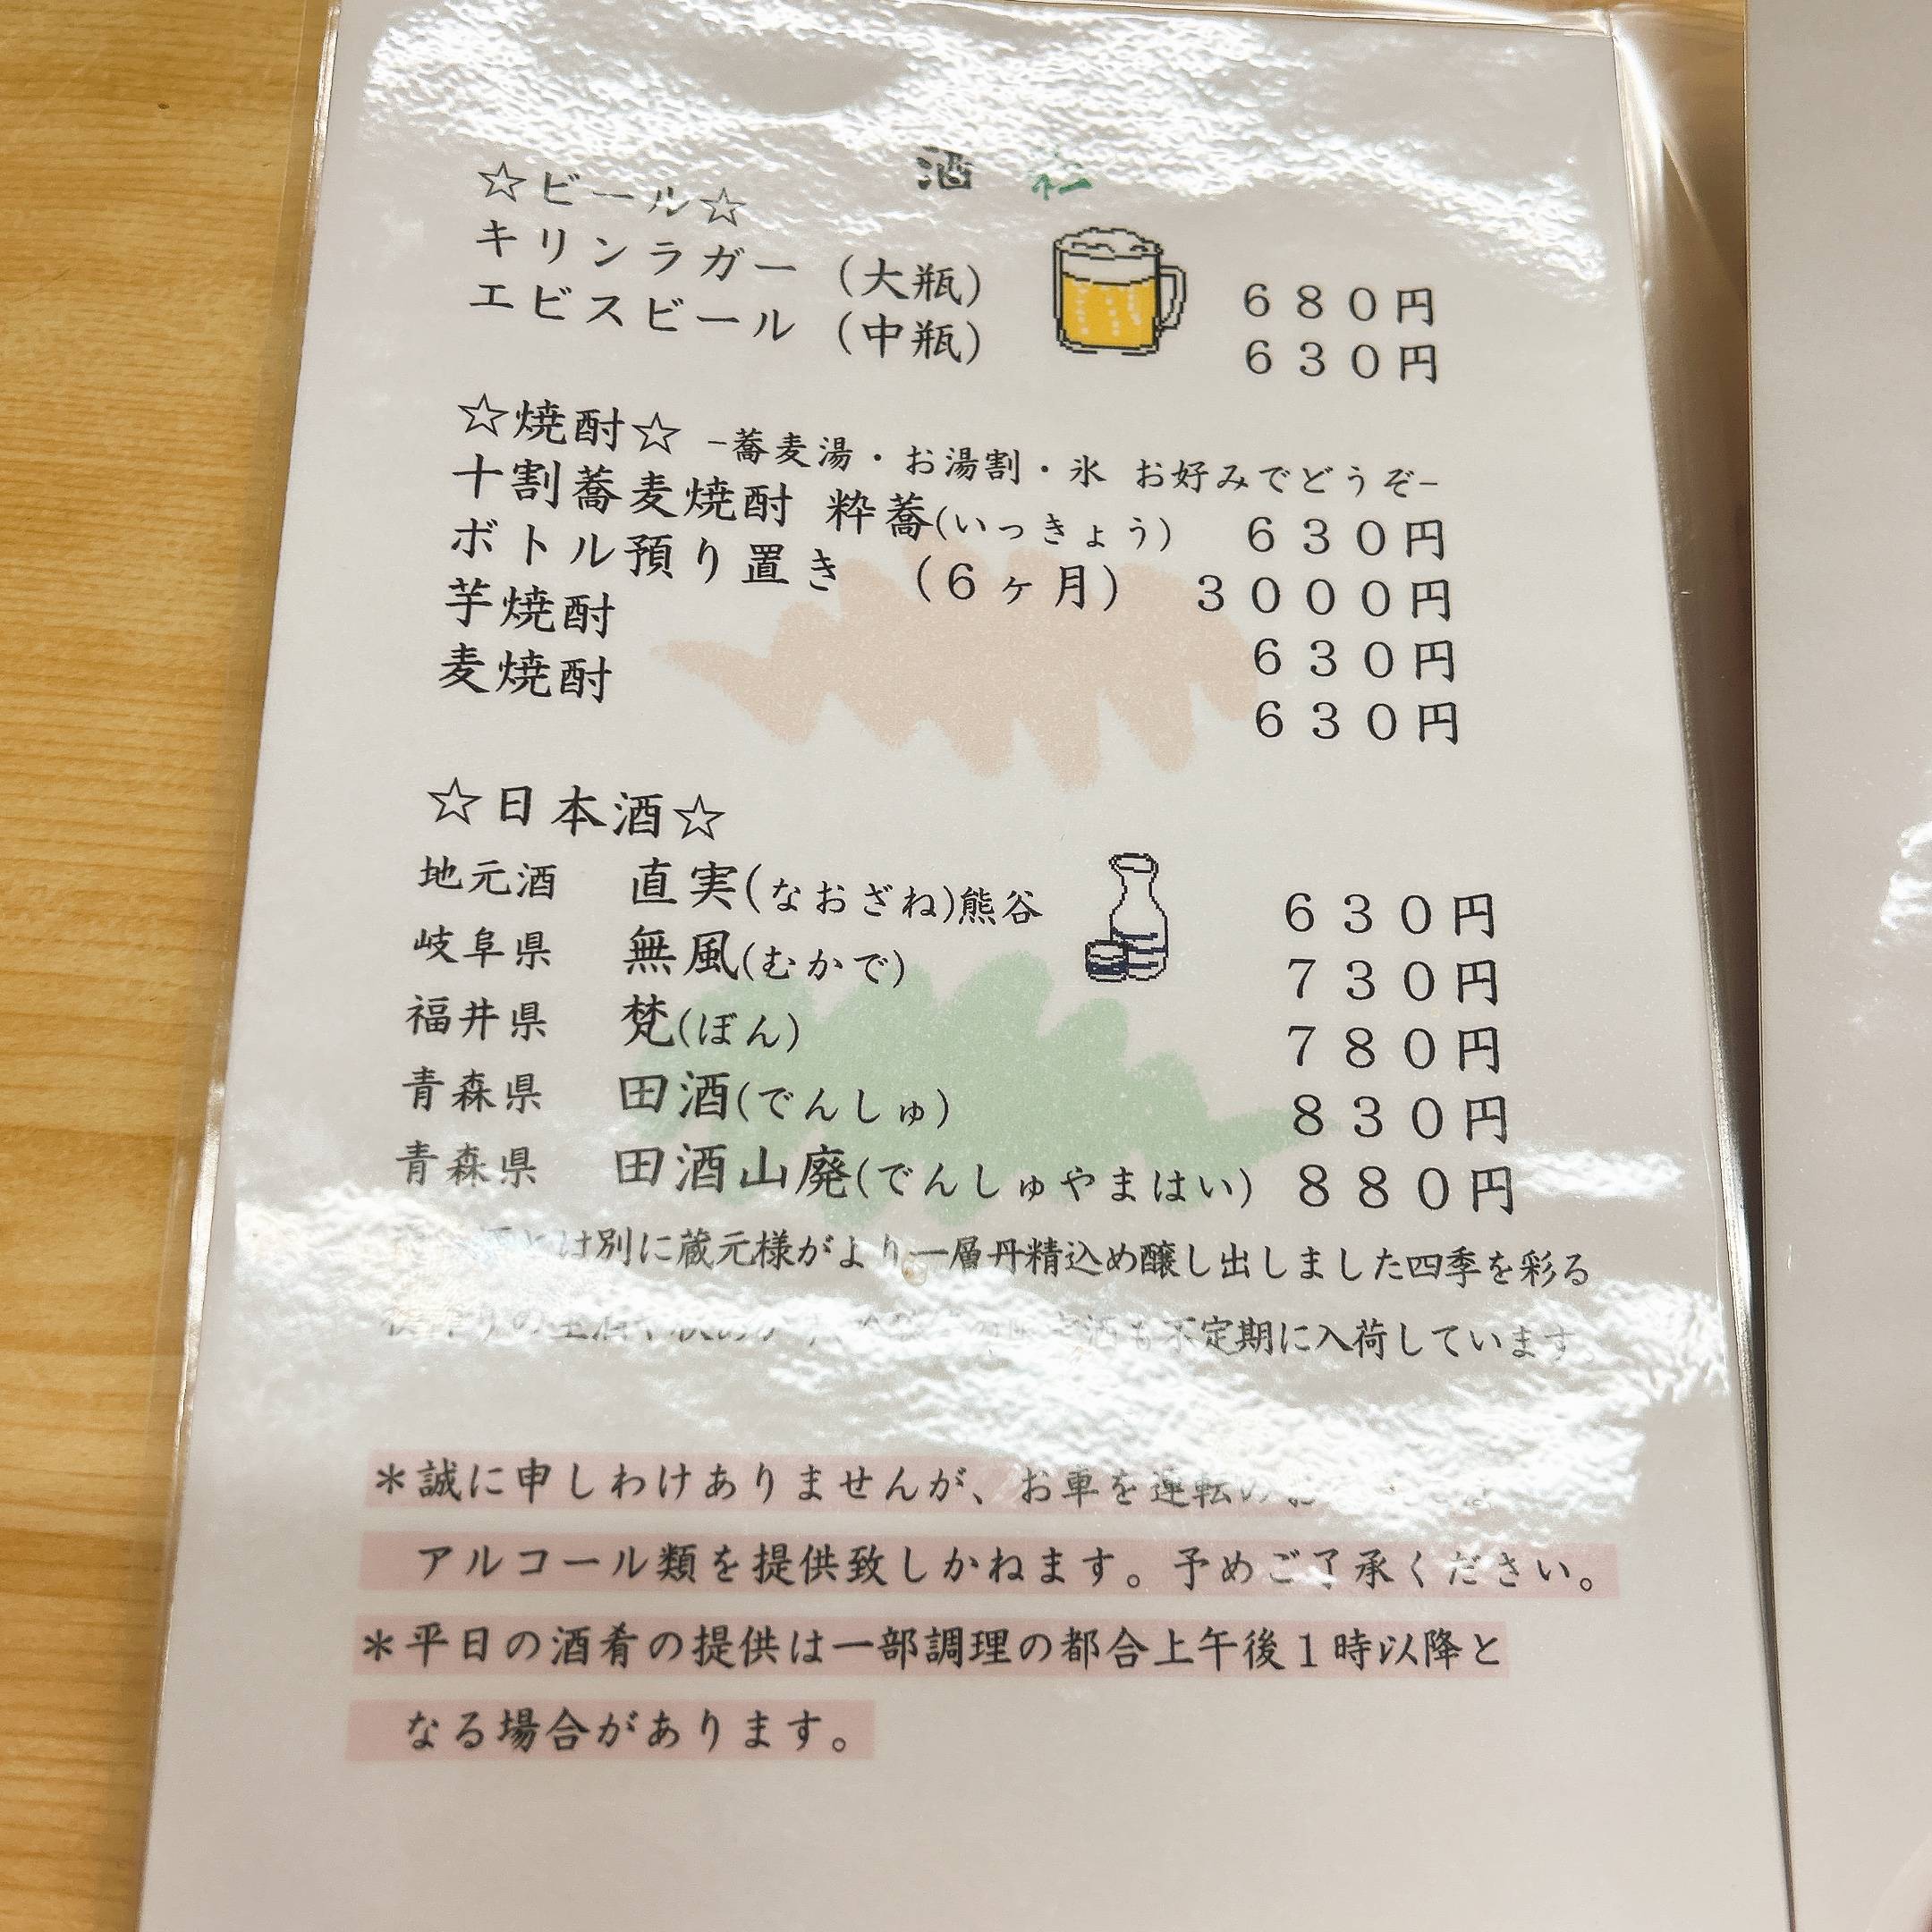 酒
☆ビール☆
キリンラガー（大瓶） 680円
エビスビール（中瓶） 630円
☆焼酎☆ -蕎麦湯・お湯割・氷 お好みでどうぞ-
十割蕎麦焼酎 粋蕎(いっきょう) 630円
ボトル預り置き （6ヶ月） 3000円
芋焼酎 630円
麦焼酎 630円
☆日本酒☆
地元酒 直実(なおざね)熊谷 630円
岐阜県 無風(むかで) 730円
福井県 梵(ぼん) 780円
青森県 田酒(でんしゅ) 830円
青森県 田酒山廃(でんしゅやまはい) 880円
とは別に蔵元様がより一層丹精込め醸し出しました四季を彩る
酒も不定期に入荷しています。
＊誠に申しわけありませんが、お車を運転のお
アルコール類を提供致しかねます。予めご了承ください。
＊平日の酒肴の提供は一部調理の都合上午後1時以降と
なる場合があります。